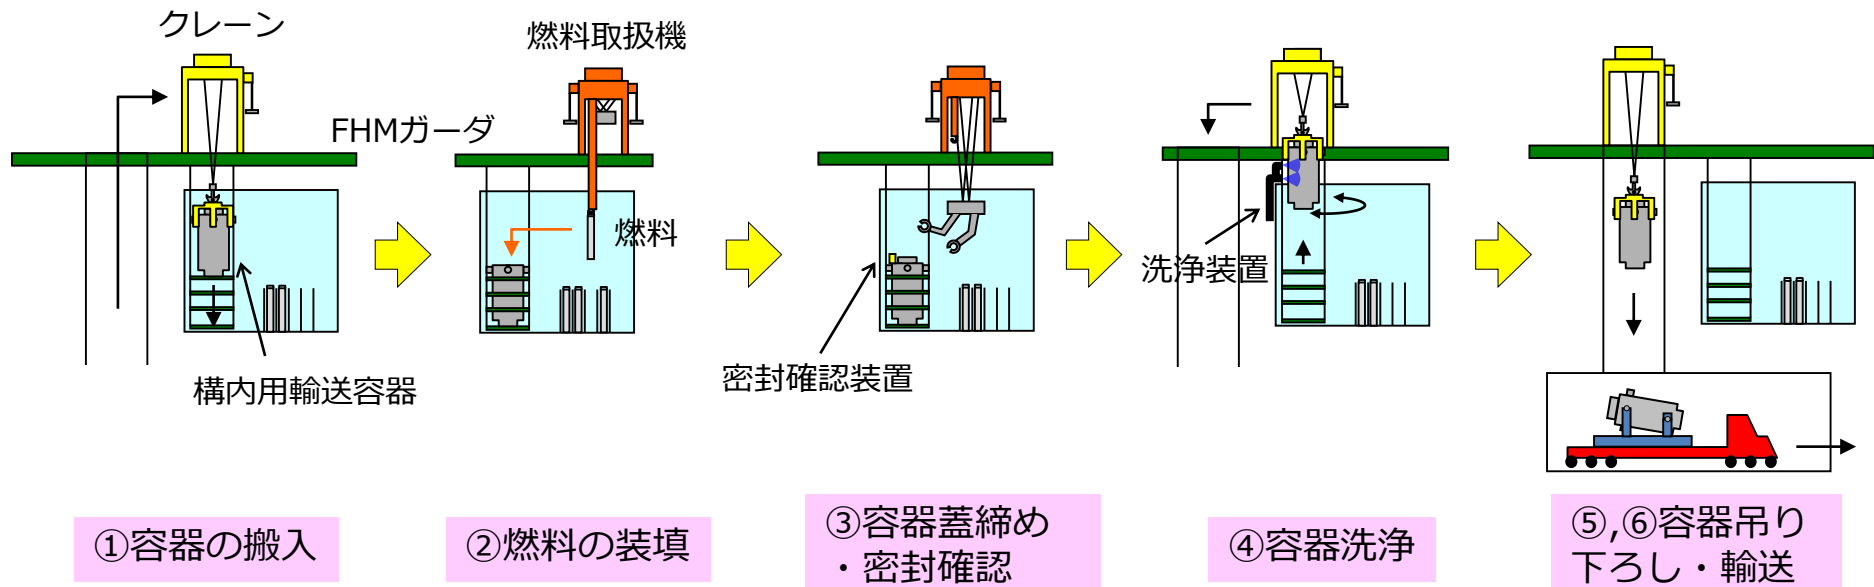 クレーン
燃料取扱機
FHMガーダ
燃料
洗浄装置
密封確認装置
構内用輸送容器
①容器の搬入
②燃料の装填
③容器蓋締め
・密封確認
④容器洗浄
⑤,⑥容器吊り
下ろし・輸送